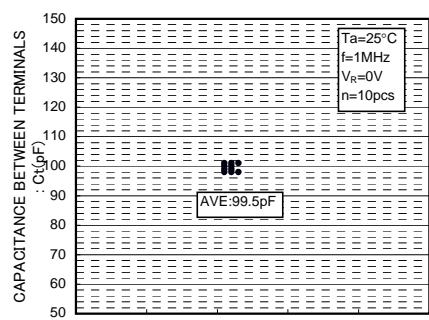 CAPACITANCE BETWEEN TERMINALS
: Ct(pF)
150
140
130
120
110
100
90
80
70
60
50
Ta=25°C
f=1MHz
VR=0V
n=10pcs
AVE:99.5pF